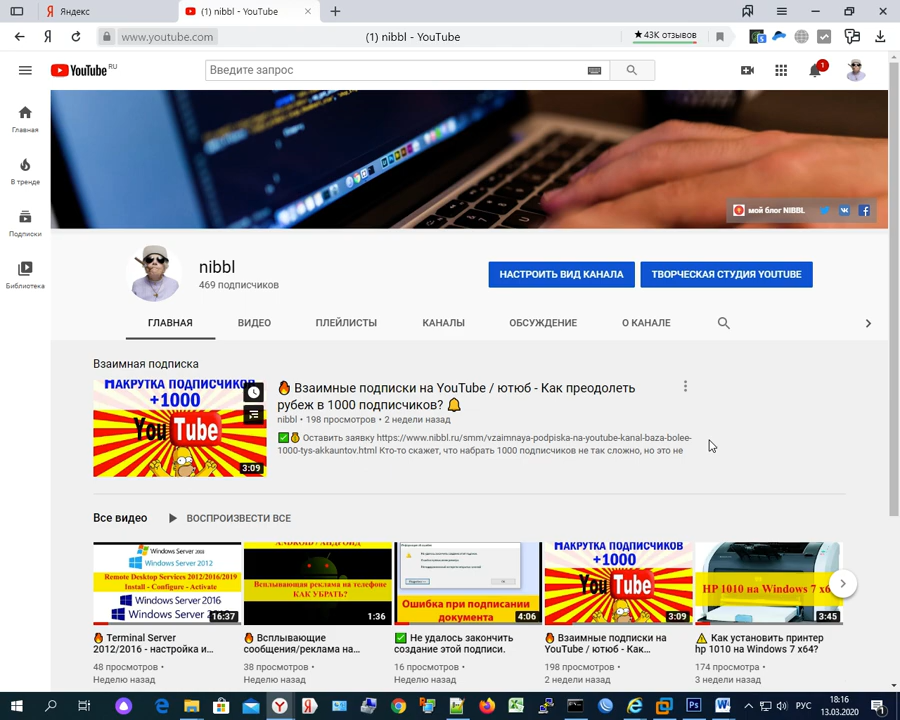 Яндекс
(1) nibbl - YouTube
www.youtube.com
(1) nibbl - YouTube
★ 43K отзывов
YouTube RU
Введите запрос
1
Главная
В тренде
Подписки
Библиотека
мой блог NIBBL
nibbl
469 подписчиков
НАСТРОИТЬ ВИД КАНАЛА
ТВОРЧЕСКАЯ СТУДИЯ YOUTUBE
ГЛАВНАЯ
ВИДЕО
ПЛЕЙЛИСТЫ
КАНАЛЫ
ОБСУЖДЕНИЕ
О КАНАЛЕ
Взаимная подписка
НАКРУТКА ПОДПИСЧИКОВ
+1000
YouTube
3:09
🔥 Взаимные подписки на YouTube / ютюб - Как преодолеть
рубеж в 1000 подписчиков? 🔔
nibbl • 198 просмотров • 2 недели назад
✅💰 Оставить заявку https://www.nibbl.ru/smm/vzaimnaya-podpiska-na-youtube-kanal-baza-bolee-
1000-tys-akkauntov.html Кто-то скажет, что набрать 1000 подписчиков не так сложно, но это не
Все видео
ВОСПРОИЗВЕСТИ ВСЕ
Windows Server 2008
Windows Server 2012
Remote Desktop Services 2012/2016/2019
Install - Configure - Activate
Windows Server 2016
Windows Serv
16:37
ANDROID / АНДРОИД
Всплывающая реклама на телефоне
КАК УБРАТЬ?
1:36
Ошибка при подписании
документа
4:06
НАКРУТКА ПОДПИСЧИКОВ
+1000
YouTube
3:09
HP 1010 на Windows 7 x6
3:45
🔥 Terminal Server
2012/2016 - настройка и...
48 просмотров •
Неделю назад
🔥 Всплывающие
сообщения/реклама на...
38 просмотров •
Неделю назад
✅ Не удалось закончить
создание этой подписи.
16 просмотров •
Неделю назад
🔥 Взаимные подписки на
YouTube / ютюб - Как...
198 просмотров •
2 недели назад
⚠ Как установить принтер
hp 1010 на Windows 7 x64?
174 просмотра •
3 недели назад
РУС
18:16
13.03.2020
1